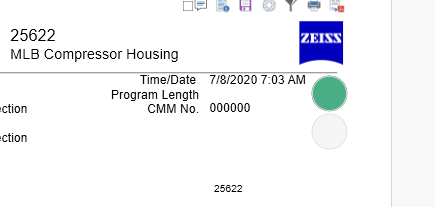 25622
MLB Compressor Housing
ZEISS
Time/Date 7/8/2020 7:03 AM
Program Length
CMM No. 000000
ection
ection
25622